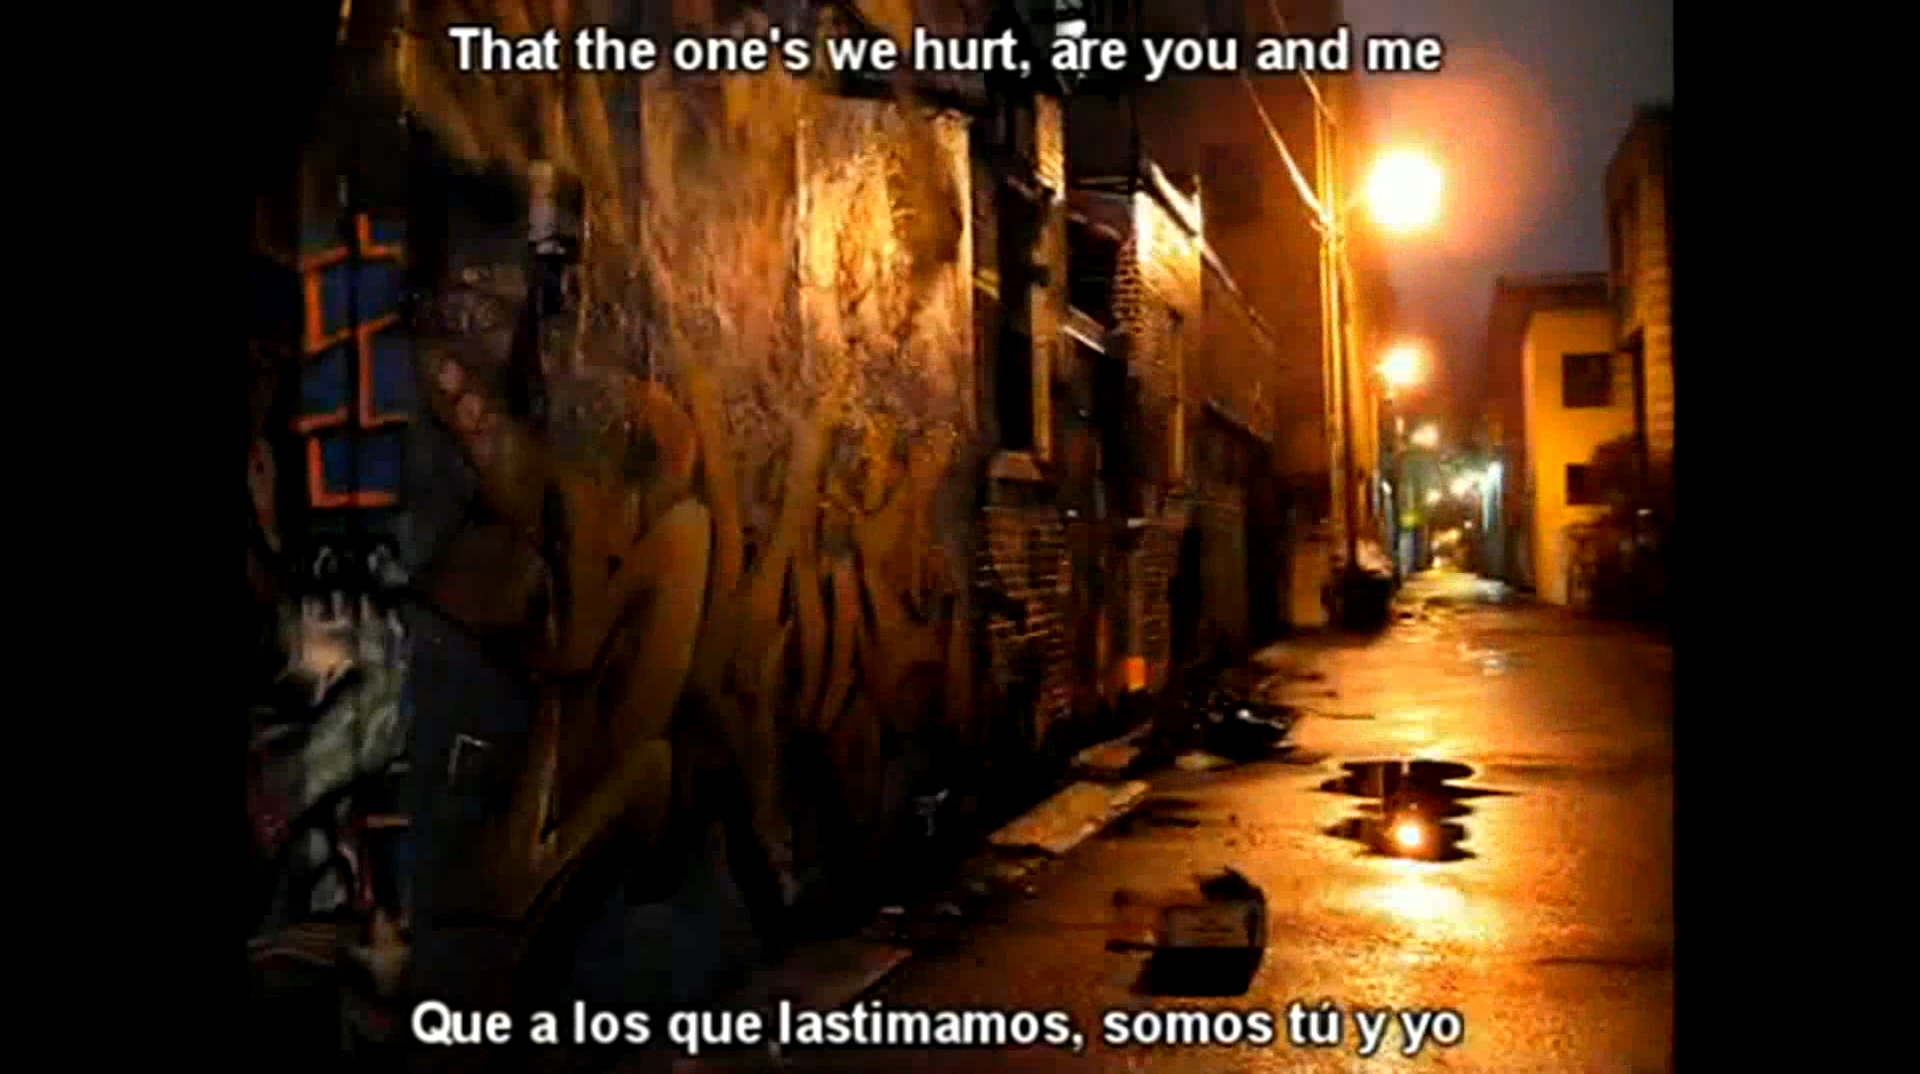 That the one's we hurt, are you and me
Que a los que lastimamos, somos tú y yo